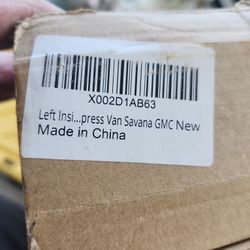 X002D1AB63
Left Insi...press Van Savana GMC New
Made in China